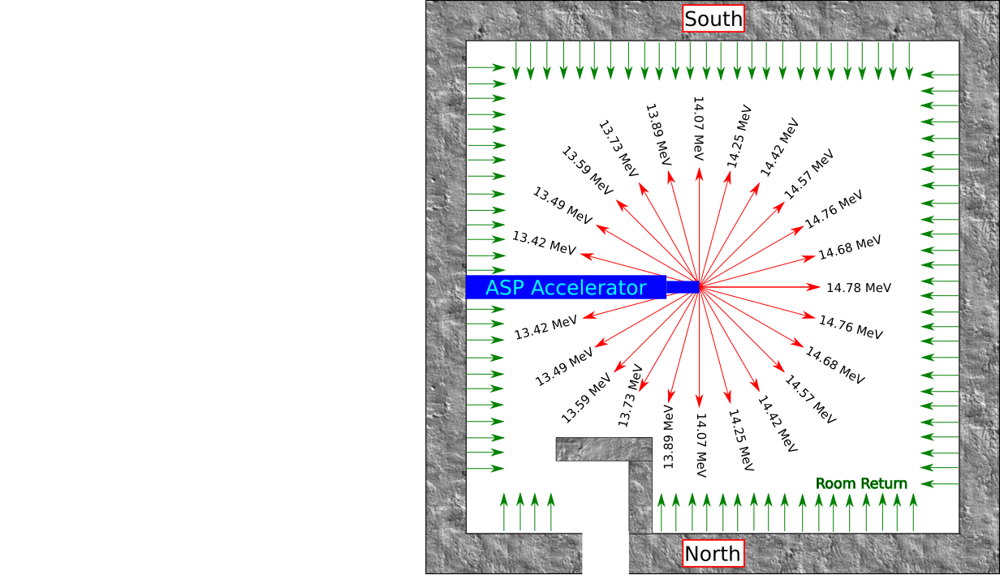 South
14.07 MeV
13.89 MeV
14.25 MeV
13.73 MeV
14.42 MeV
13.59 MeV
14.57 MeV
13.49 MeV
14.76 MeV
13.42 MeV
14.68 MeV
ASP Accelerator
14.78 MeV
13.42 MeV
14.76 MeV
13.49 MeV
14.68 MeV
13.59 MeV
14.57 MeV
13.73 MeV
14.42 MeV
13.89 MeV
14.07 MeV
14.25 MeV
Room Return
North